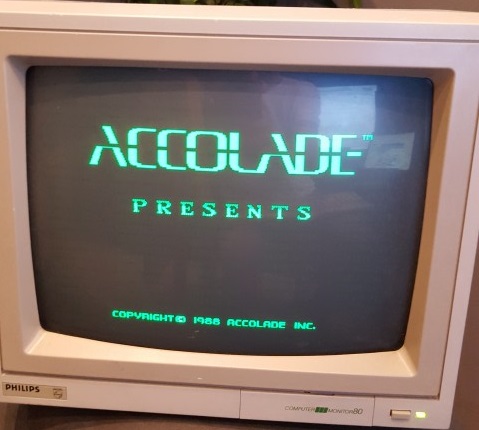 ACCOLADE™
PRESENTS
COPYRIGHT© 1988 ACCOLADE INC.
PHILIPS
COMPUTER MONITOR 80